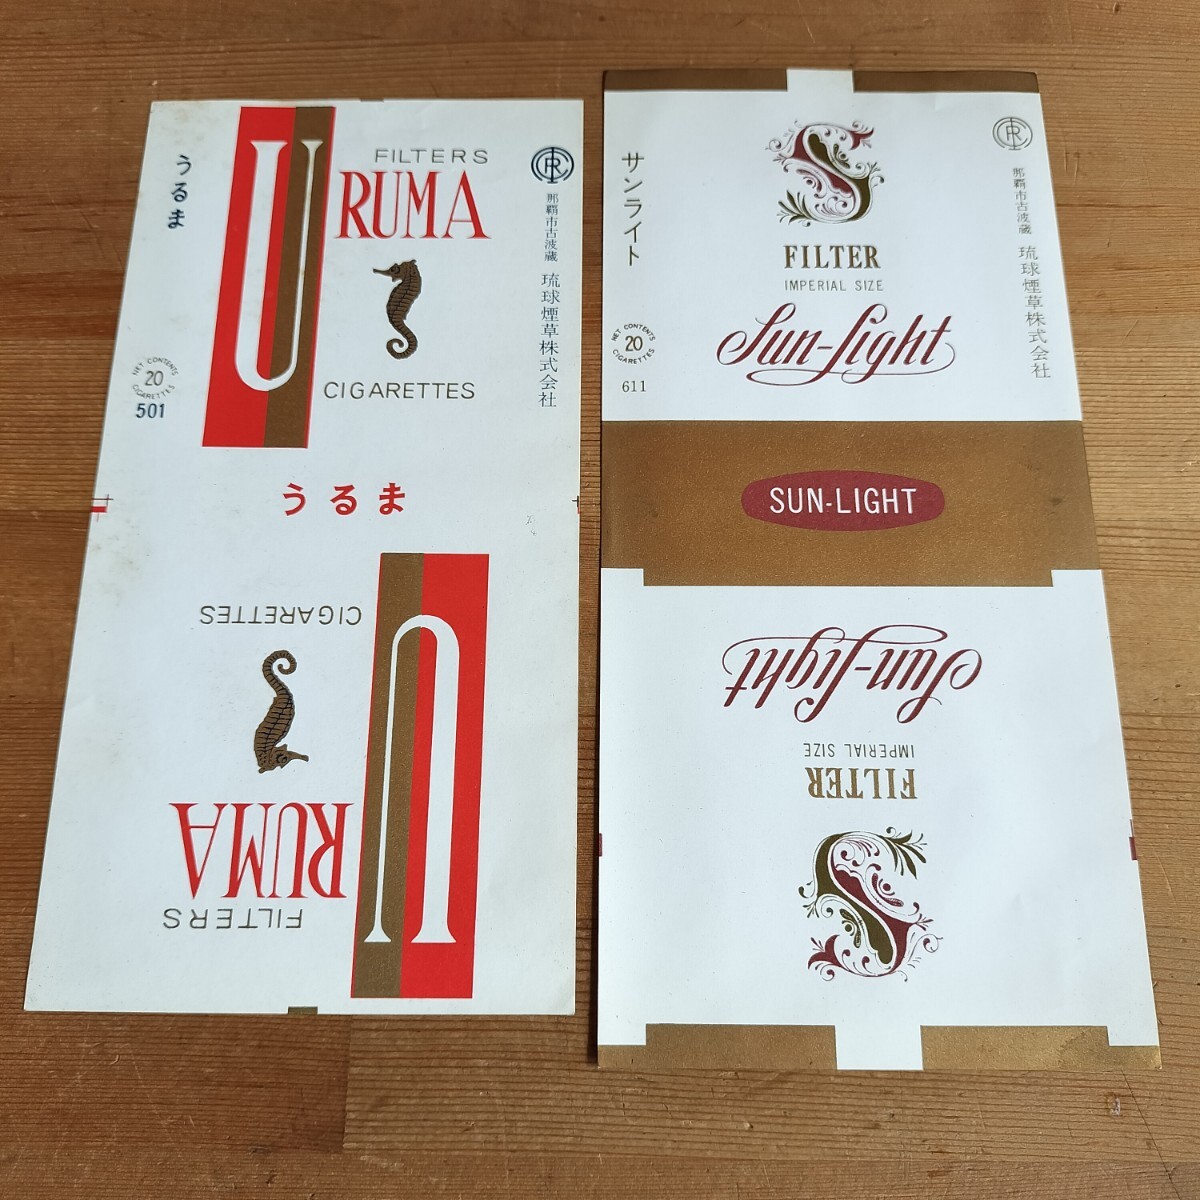 うるま
U
FILTERS
RUMA
CIGARETTES
NET CONTENTS
20
CIGARETTES
501
那覇市古波蔵 琉球煙草株式会社
うるま
CIGARETTES
U
RUMA
FILTERS
サンライト
S
FILTER
IMPERIAL SIZE
Sun-Light
NET CONTENTS
20
CIGARETTES
611
那覇市古波蔵 琉球煙草株式会社
SUN-LIGHT
Sun-Light
IMPERIAL SIZE
FILTER
S